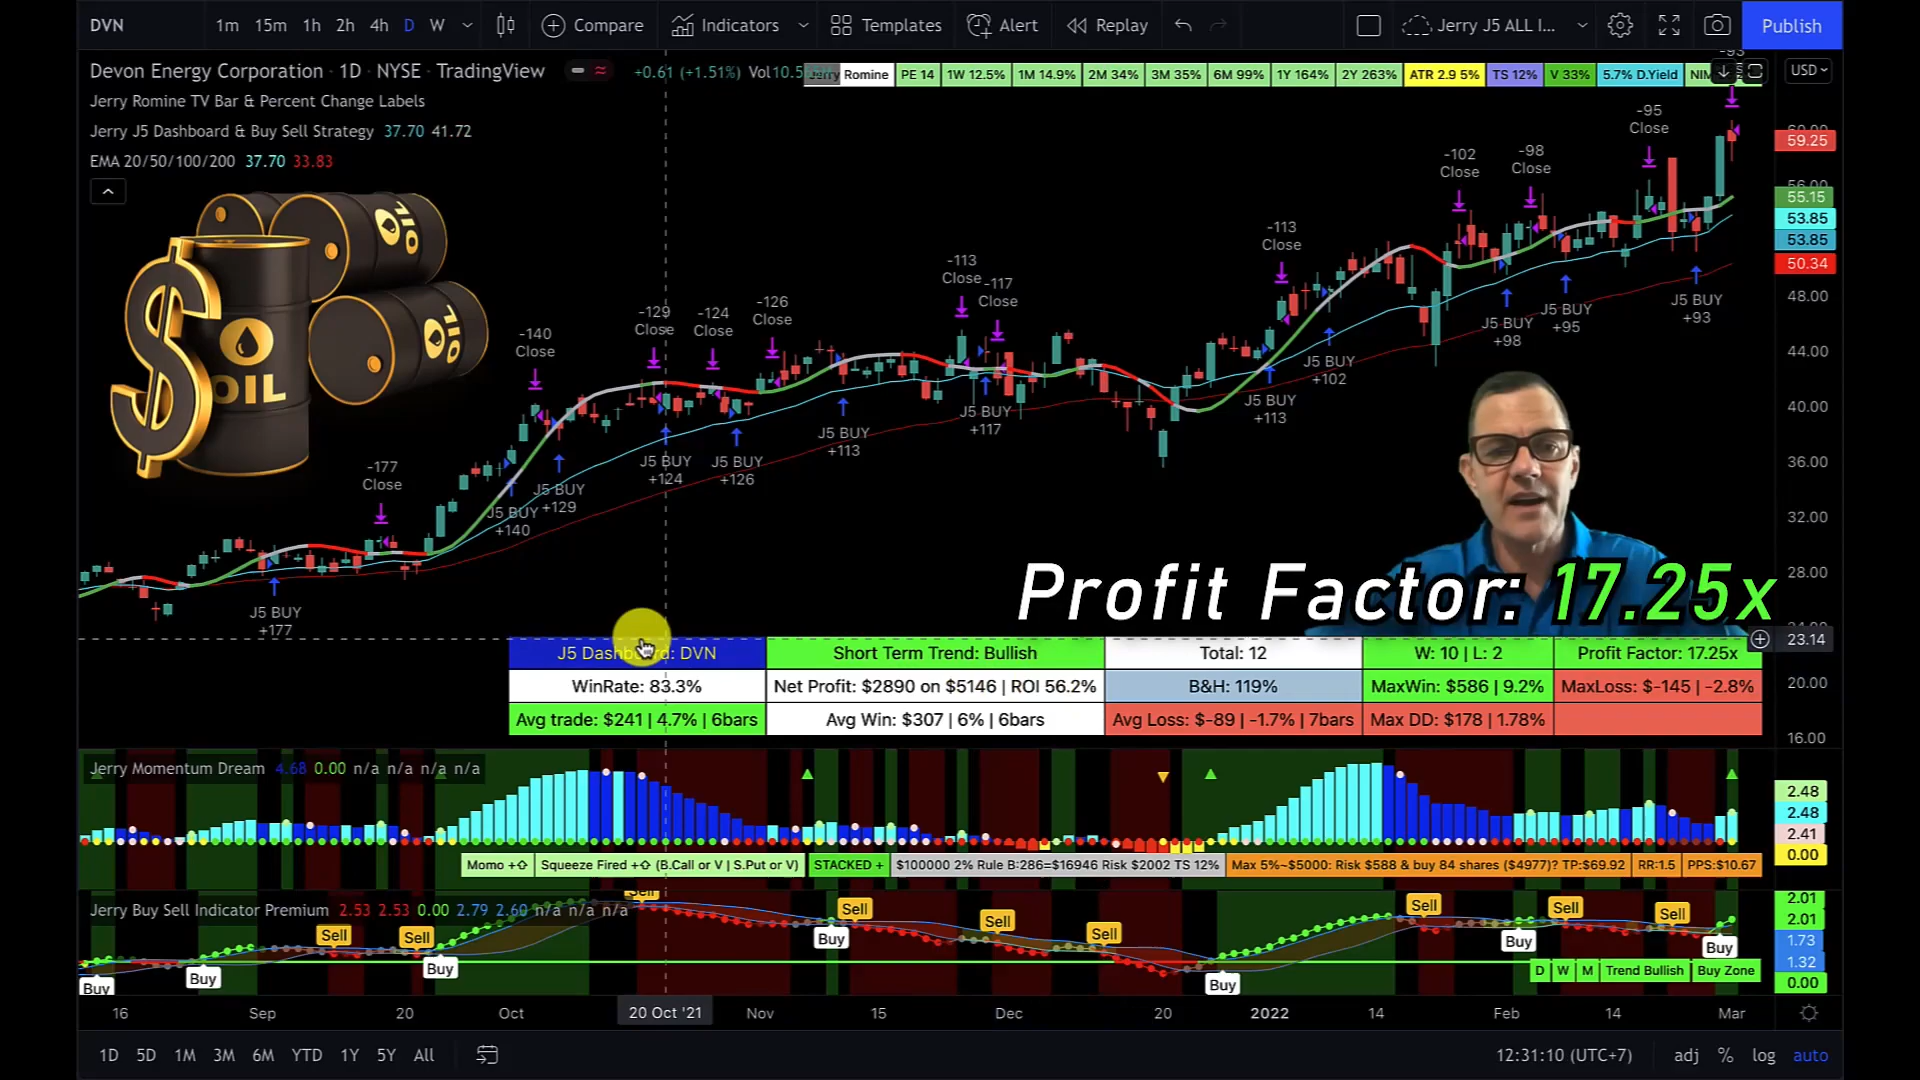 DVN 1m 15m 1h 2h 4h D W Compare Indicators Templates Alert Replay Jerry J5 ALL I... Publish
Devon Energy Corporation · 1D · NYSE · TradingView +0.61 (+1.51%) Vol10.5
Jerry Romine PE 14 1W 12.5% 1M 14.9% 2M 34% 3M 35% 6M 99% 1Y 164% 2Y 263% ATR 2.9 5% TS 12% V 33% 5.7% D.Yield NIM
USD
Jerry Romine TV Bar & Percent Change Labels
Jerry J5 Dashboard & Buy Sell Strategy 37.70 41.72
EMA 20/50/100/200 37.70 33.83
-93
-95
Close
-102
Close
-98
Close
-113
Close
-113
Close
-117
Close
-129
Close
-124
Close
-126
Close
-140
Close
-177
Close
OIL
OIL
OIL
J5 BUY
+177
J5 BUY
+140
J5 BUY
+129
J5 BUY
+124
J5 BUY
+126
J5 BUY
+113
J5 BUY
+117
J5 BUY
+113
J5 BUY
+102
J5 BUY
+98
J5 BUY
+95
J5 BUY
+93
60.00
59.25
56.00
55.15
53.85
53.85
50.34
48.00
44.00
40.00
36.00
32.00
28.00
24.00
23.14
20.00
16.00
Profit Factor: 17.25x
J5 Dashboard: DVN Short Term Trend: Bullish Total: 12 W: 10 | L: 2 Profit Factor: 17.25x
WinRate: 83.3% Net Profit: $2890 on $5146 | ROI 56.2% B&H: 119% MaxWin: $586 | 9.2% MaxLoss: $-145 | -2.8%
Avg trade: $241 | 4.7% | 6bars Avg Win: $307 | 6% | 6bars Avg Loss: $-89 | -1.7% | 7bars Max DD: $178 | 1.78%
Jerry Momentum Dream 4.68 0.00 n/a n/a n/a n/a
2.48
2.48
2.41
0.00
Momo +⇧ Squeeze Fired +⇧ (B.Call or V | S.Put or V) STACKED + $100000 2% Rule B:286=$16946 Risk $2002 TS 12% Max 5%~$5000: Risk $588 & buy 84 shares ($4977)? TP:$69.92 RR:1.5 PPS:$10.67
Jerry Buy Sell Indicator Premium 2.53 2.53 0.00 2.79 2.60 n/a n/a n/a
Sell
Sell
Sell
Sell
Sell
Sell
Sell
Sell
Sell
Buy
Buy
Buy
Buy
Buy
Buy
Buy
2.01
2.01
1.73
1.32
0.00
D W M Trend Bullish Buy Zone
16 Sep 20 Oct 20 Oct '21 Nov 15 Dec 20 2022 14 Feb 14 Mar
1D 5D 1M 3M 6M YTD 1Y 5Y All 12:31:10 (UTC+7) adj % log auto